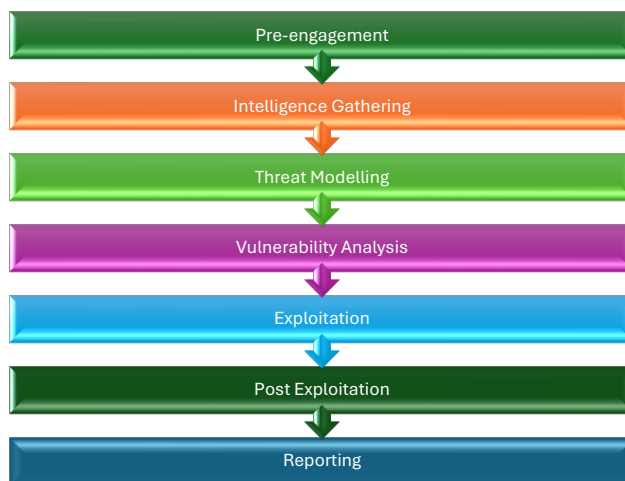 Pre-engagement
Intelligence Gathering
Threat Modelling
Vulnerability Analysis
Exploitation
Post Exploitation
Reporting